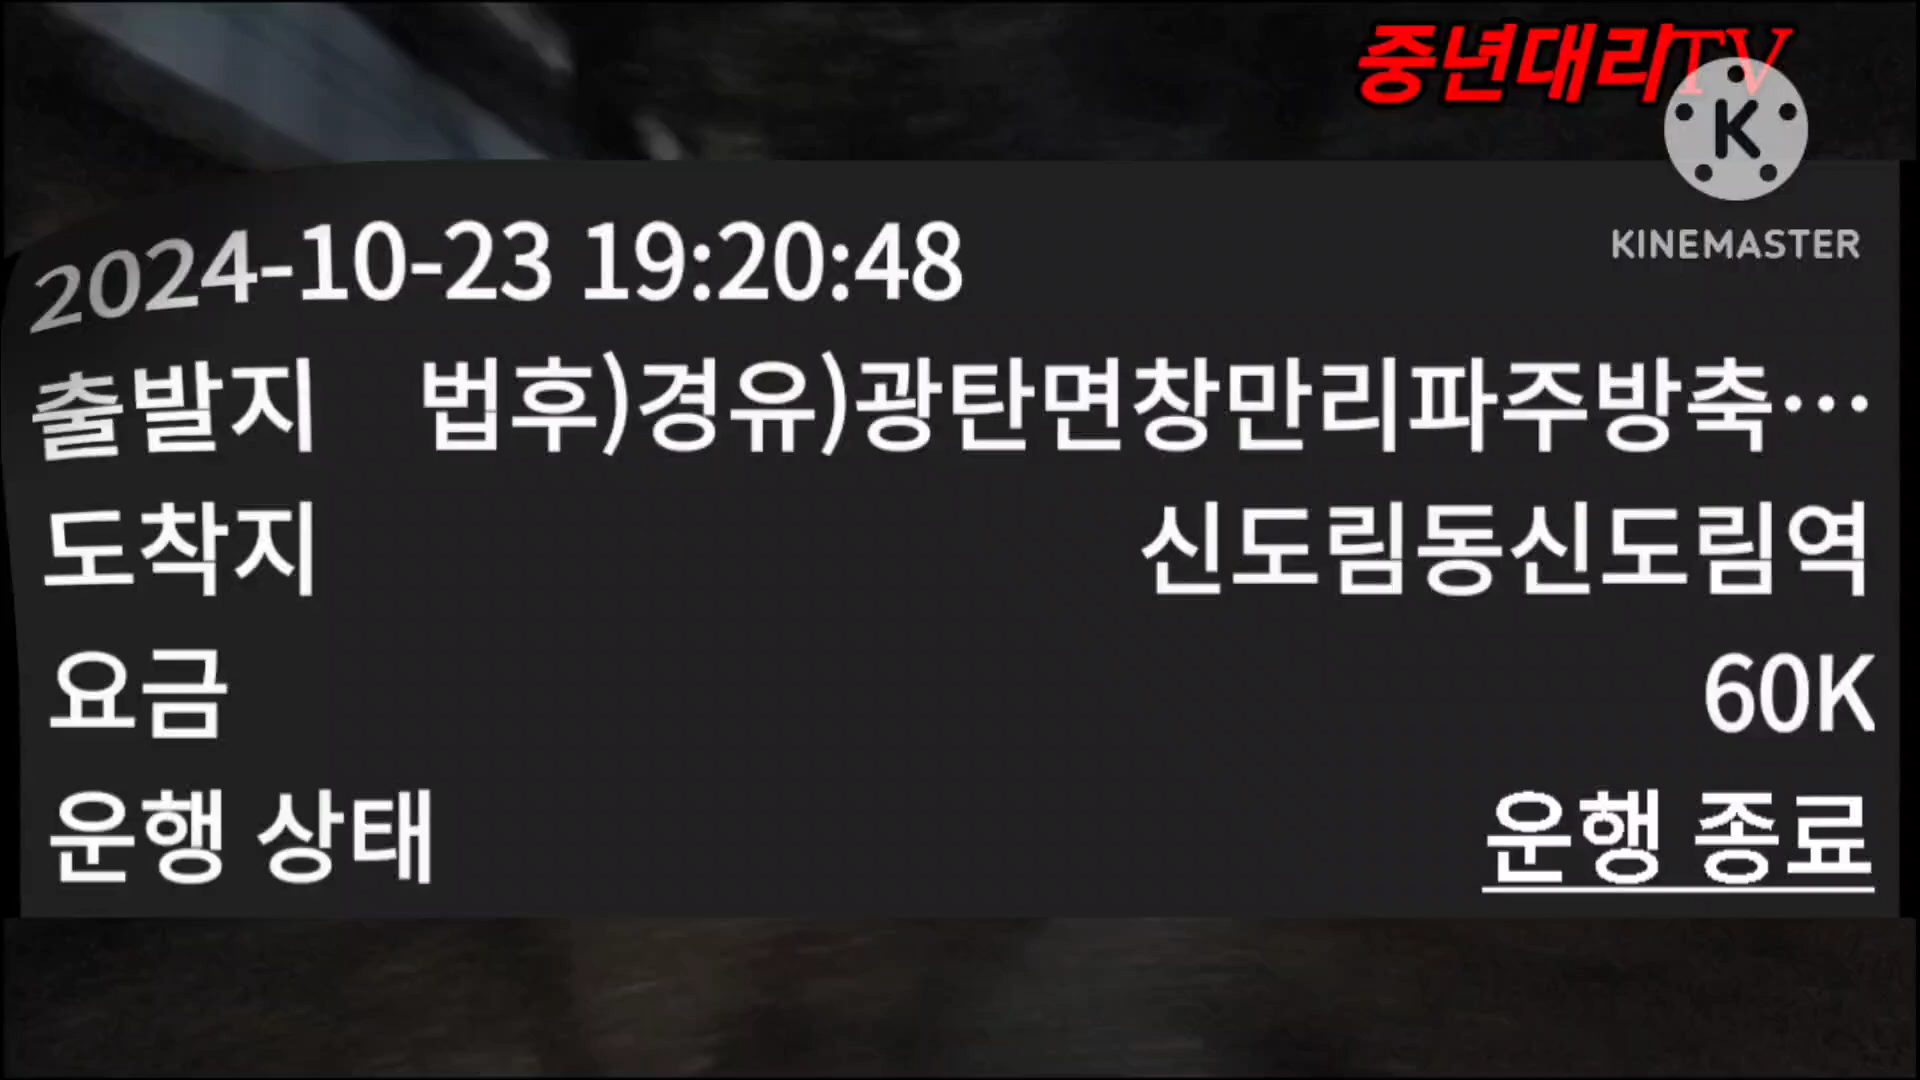 중년대리TV
K
KINEMASTER
2024-10-23 19:20:48
출발지 법후)경유)광탄면창만리파주방축…
도착지 신도림동신도림역
요금 60K
운행 상태 운행 종료